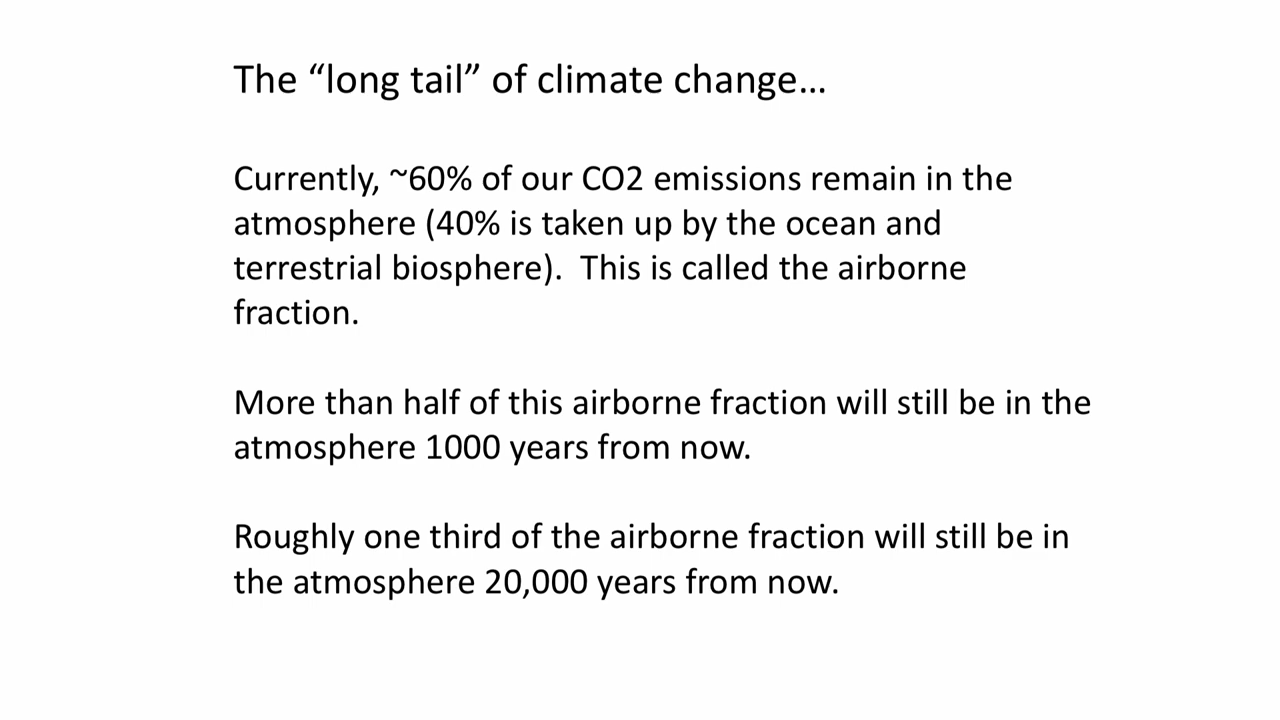 The “long tail” of climate change…
Currently, ~60% of our CO2 emissions remain in the
atmosphere (40% is taken up by the ocean and
terrestrial biosphere).  This is called the airborne
fraction.
More than half of this airborne fraction will still be in the
atmosphere 1000 years from now.
Roughly one third of the airborne fraction will still be in
the atmosphere 20,000 years from now.